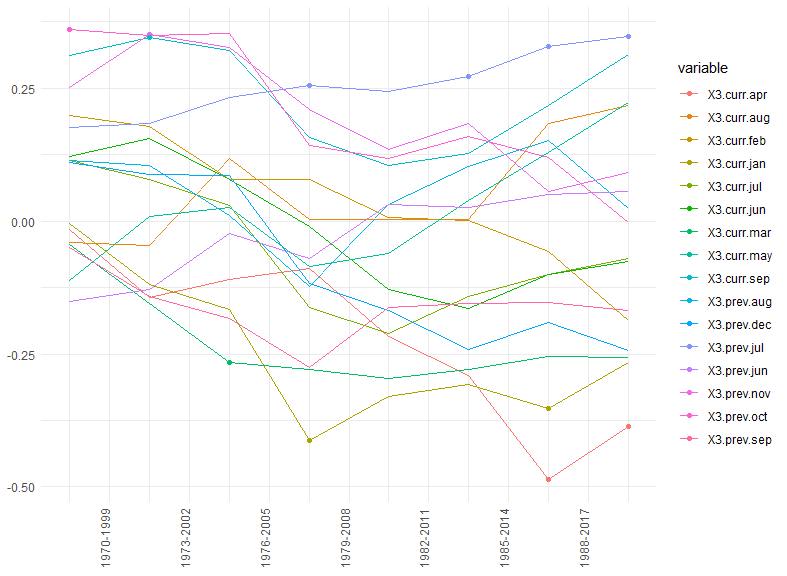 variable
X3.curr.apr
X3.curr.aug
X3.curr.feb
X3.curr.jan
X3.curr.jul
X3.curr.jun
X3.curr.mar
X3.curr.may
X3.curr.sep
X3.prev.aug
X3.prev.dec
X3.prev.jul
X3.prev.jun
X3.prev.nov
X3.prev.oct
X3.prev.sep
0.25
0.00
-0.25
-0.50
1970-1999
1973-2002
1976-2005
1979-2008
1982-2011
1985-2014
1988-2017